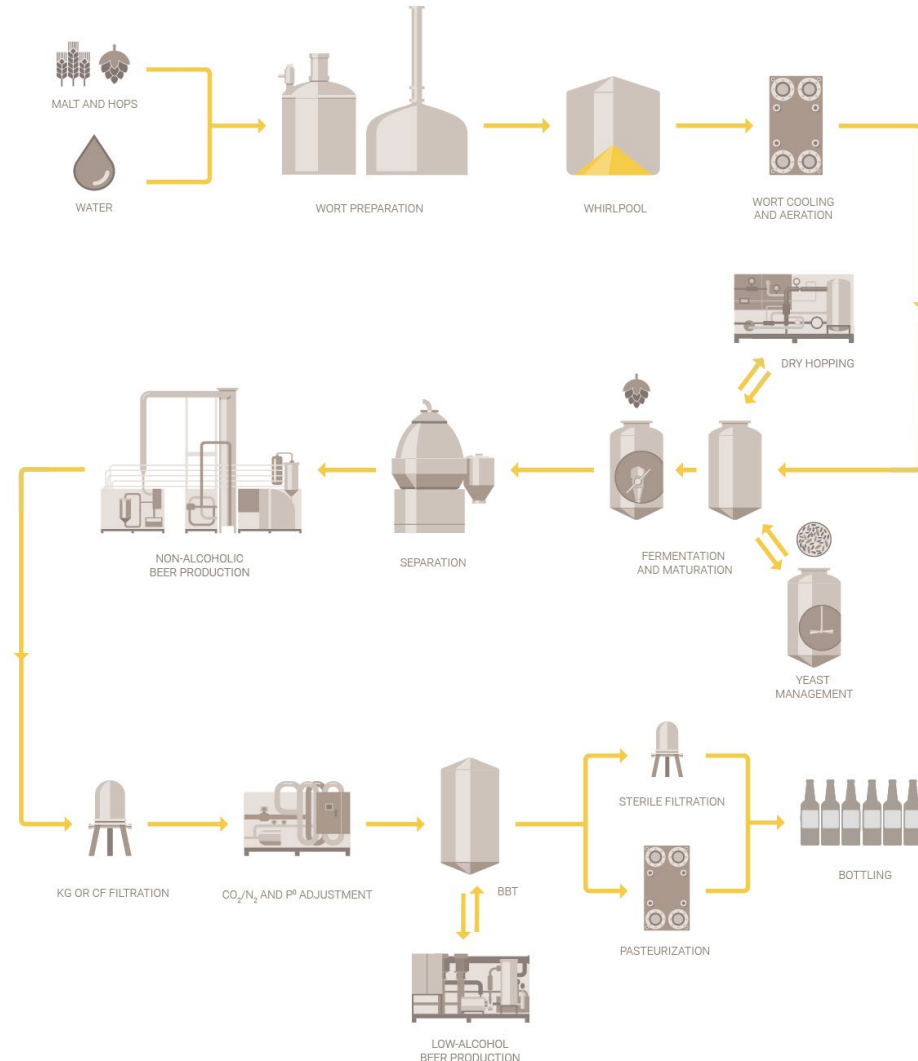 MALT AND HOPS
WATER
WORT PREPARATION
WHIRLPOOL
WORT COOLING
AND AERATION
DRY HOPPING
NON-ALCOHOLIC
BEER PRODUCTION
SEPARATION
FERMENTATION
AND MATURATION
YEAST
MANAGEMENT
STERILE FILTRATION
KG OR CF FILTRATION
CO₂/N₂ and Pᵍ ADJUSTMENT
BBT
BOTTLING
PASTEURIZATION
LOW-ALCOHOL
BEER PRODUCTION